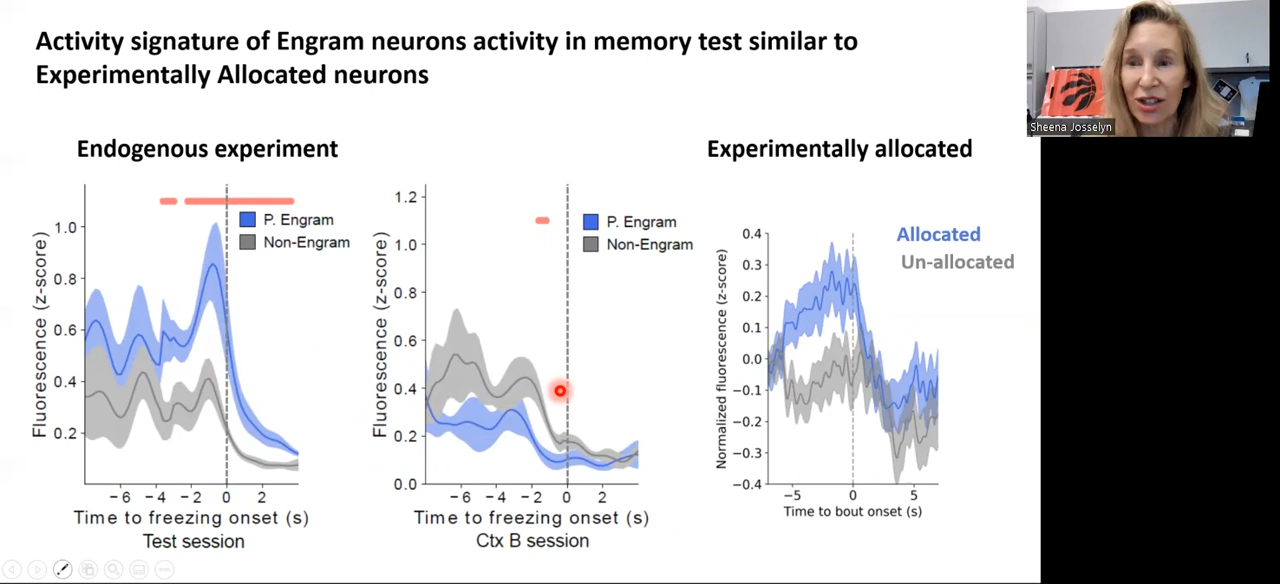 Activity signature of Engram neurons activity in memory test similar to
Experimentally Allocated neurons
Sheena Josselyn
Endogenous experiment
Experimentally allocated
Fluorescence (z-score)
1.0
0.8
0.6
0.4
0.2
P. Engram
Non-Engram
-6 -4 -2 0 2
Time to freezing onset (s)
Test session
Fluorescence (z-score)
1.2
1.0
0.8
0.6
0.4
0.2
0.0
P. Engram
Non-Engram
-6 -4 -2 0 2
Time to freezing onset (s)
Ctx B session
Normalized fluorescence (z-score)
0.4
0.3
0.2
0.1
0.0
-0.1
-0.2
-0.3
-0.4
Allocated
Un-allocated
-5 0 5
Time to bout onset (s)